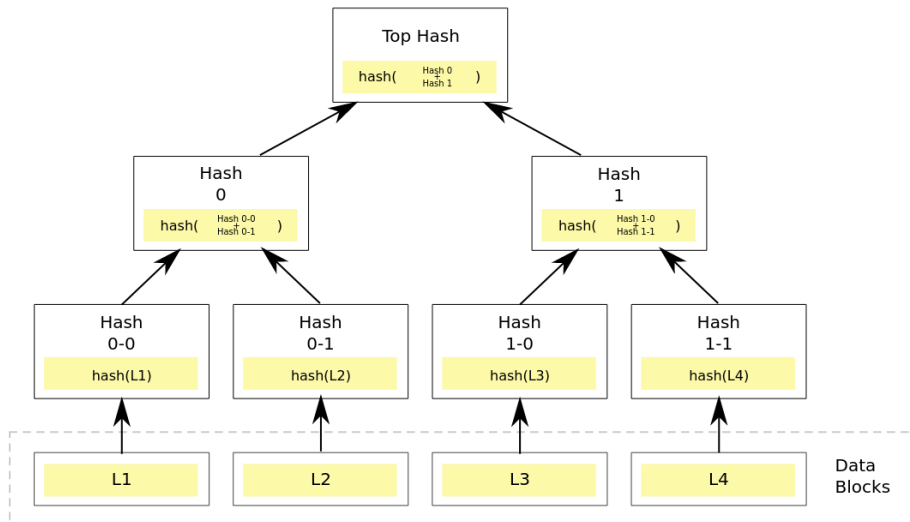 Top Hash
hash( Hash 0 + Hash 1 )
Hash
0
hash( Hash 0-0 + Hash 0-1 )
Hash
1
hash( Hash 1-0 + Hash 1-1 )
Hash
0-0
hash(L1)
Hash
0-1
hash(L2)
Hash
1-0
hash(L3)
Hash
1-1
hash(L4)
L1
L2
L3
L4
Data
Blocks